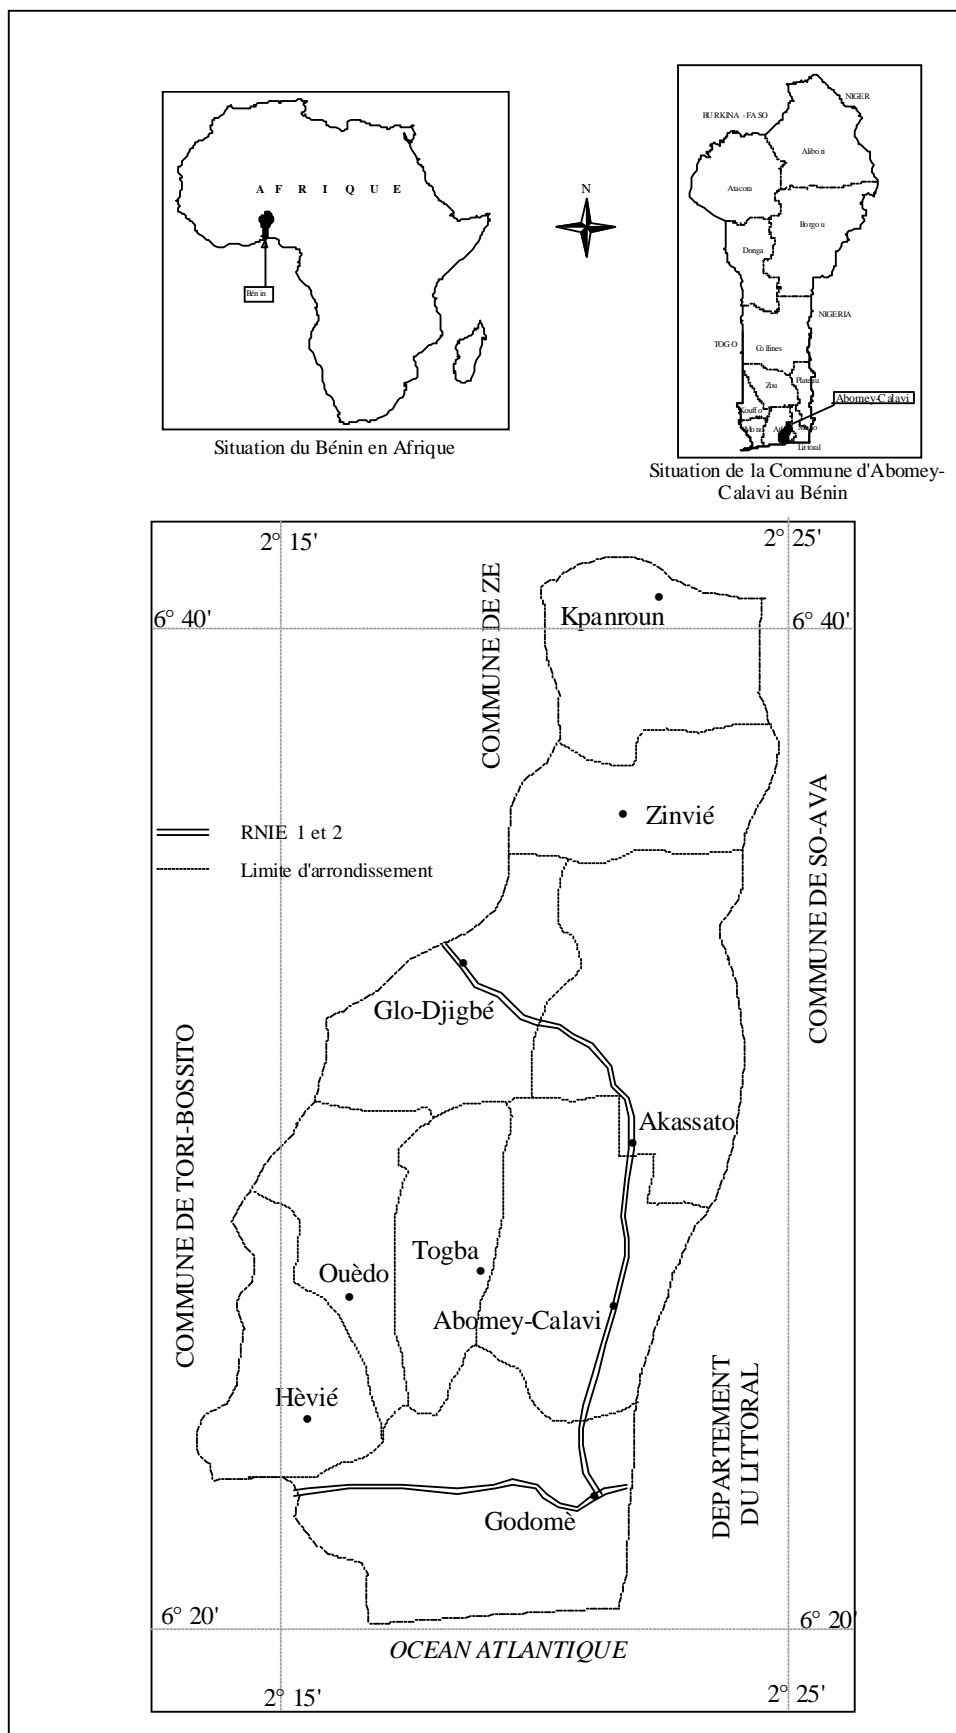 A F R I Q U E
Bénin
Situation du Bénin en Afrique
N
NIGER
BURKINA-FASO
Alibori
Atacora
Borgou
Donga
NIGERIA
TOGO
Collines
Zou
Plateau
Abomey-Calavi
Kouffo
Mono
Littoral
Situation de la Commune d'Abomey-
Calavi au Bénin
2° 15'
2° 25'
6° 40'
6° 40'
COMMUNE DE ZE
Kpanroun
Zinvié
COMMUNE DE SO-AVA
RNIE 1 et 2
Limite d'arrondissement
Glo-Djigbé
COMMUNE DE TORI-BOSSITO
Akassato
Togba
Ouèdo
Abomey-Calavi
Hèvié
DEPARTEMENT
DU LITTORAL
Godomè
6° 20'
6° 20'
OCEAN ATLANTIQUE
2° 15'
2° 25'